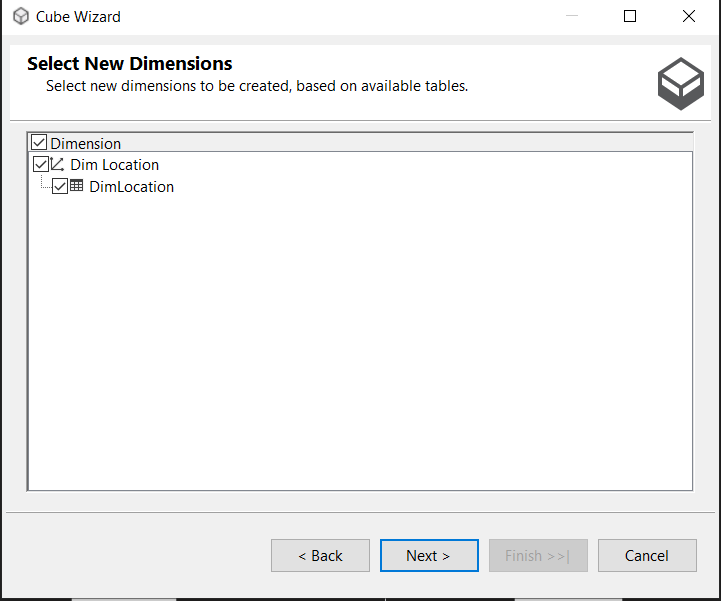 Cube Wizard
Select New Dimensions
Select new dimensions to be created, based on available tables.
Dimension
Dim Location
DimLocation
< Back
Next >
Finish >>|
Cancel